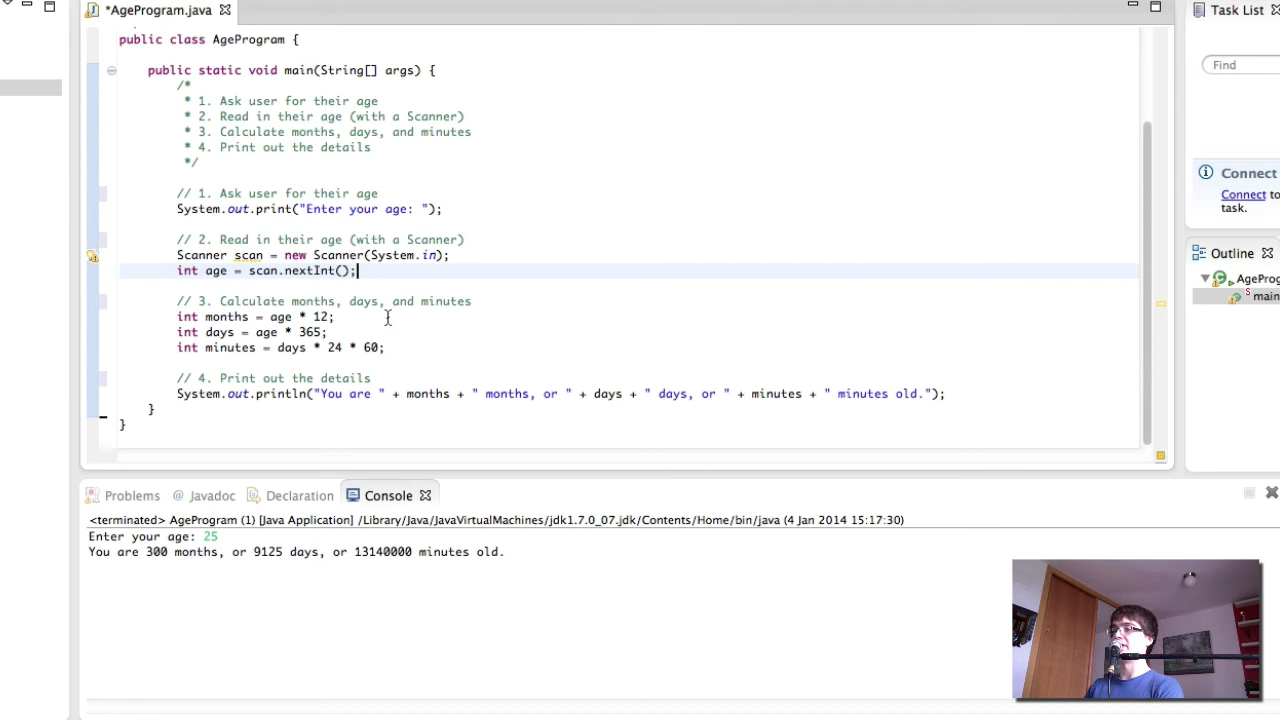 *AgeProgram.java
Task List
public class AgeProgram {
Find
public static void main(String[] args) {
/*
* 1. Ask user for their age
* 2. Read in their age (with a Scanner)
* 3. Calculate months, days, and minutes
* 4. Print out the details
*/
Connect
Connect to
task.
// 1. Ask user for their age
System.out.print("Enter your age: ");
// 2. Read in their age (with a Scanner)
Scanner scan = new Scanner(System.in);
int age = scan.nextInt();
Outline
AgeProg
S main
// 3. Calculate months, days, and minutes
int months = age * 12;
int days = age * 365;
int minutes = days * 24 * 60;
// 4. Print out the details
System.out.println("You are " + months + " months, or " + days + " days, or " + minutes + " minutes old.");
}
}
Problems @ Javadoc Declaration Console
<terminated> AgeProgram (1) [Java Application] /Library/Java/JavaVirtualMachines/jdk1.7.0_07.jdk/Contents/Home/bin/java (4 Jan 2014 15:17:30)
Enter your age: 25
You are 300 months, or 9125 days, or 13140000 minutes old.